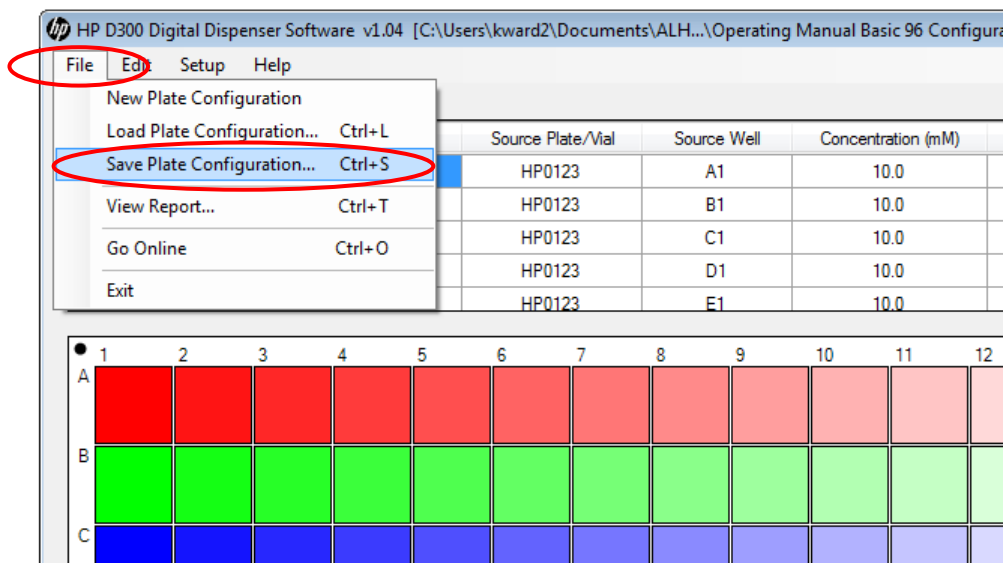 hp HP D300 Digital Dispenser Software v1.04 [C:\Users\kward2\Documents\ALH...\Operating Manual Basic 96 Configura
File Edit Setup Help
New Plate Configuration
Load Plate Configuration... Ctrl+L
Save Plate Configuration... Ctrl+S
View Report... Ctrl+T
Go Online Ctrl+O
Exit
Source Plate/Vial Source Well Concentration (mM)
HP0123 A1 10.0
HP0123 B1 10.0
HP0123 C1 10.0
HP0123 D1 10.0
HP0123 E1 10.0
1 2 3 4 5 6 7 8 9 10 11 12
A
B
C